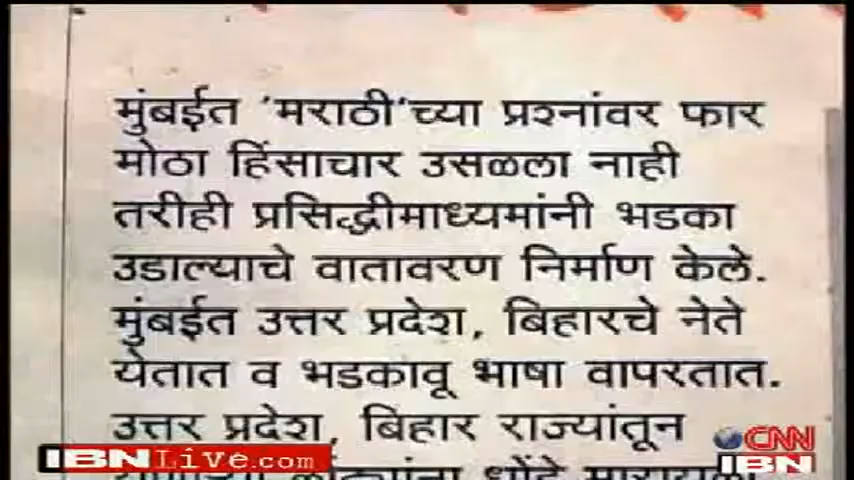 मुंबईत 'मराठी'च्या प्रश्नांवर फार
मोठा हिंसाचार उसळला नाही
तरीही प्रसिद्धीमाध्यमांनी भडका
उडाल्याचे वातावरण निर्माण केले.
मुंबईत उत्तर प्रदेश, बिहारचे नेते
येतात व भडकावू भाषा वापरतात.
उत्तर प्रदेश, बिहार राज्यांतून
IBNLive.com
CNN
IBN